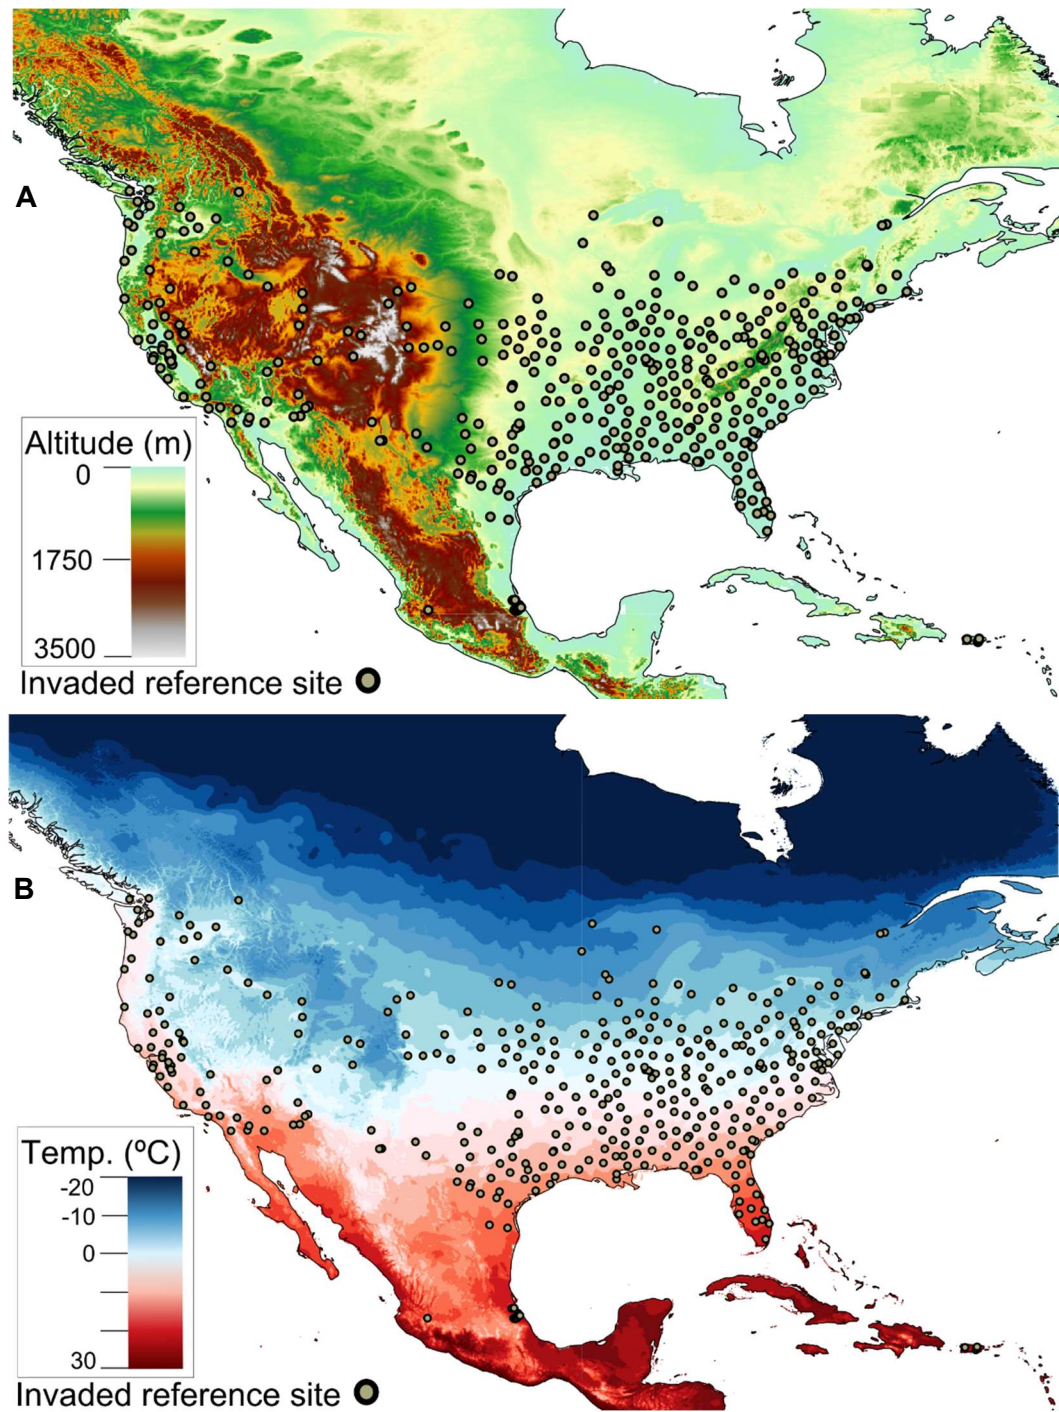 A
Altitude (m)
0
1750
3500
Invaded reference site
B
Temp. (ºC)
-20
-10
0
30
Invaded reference site